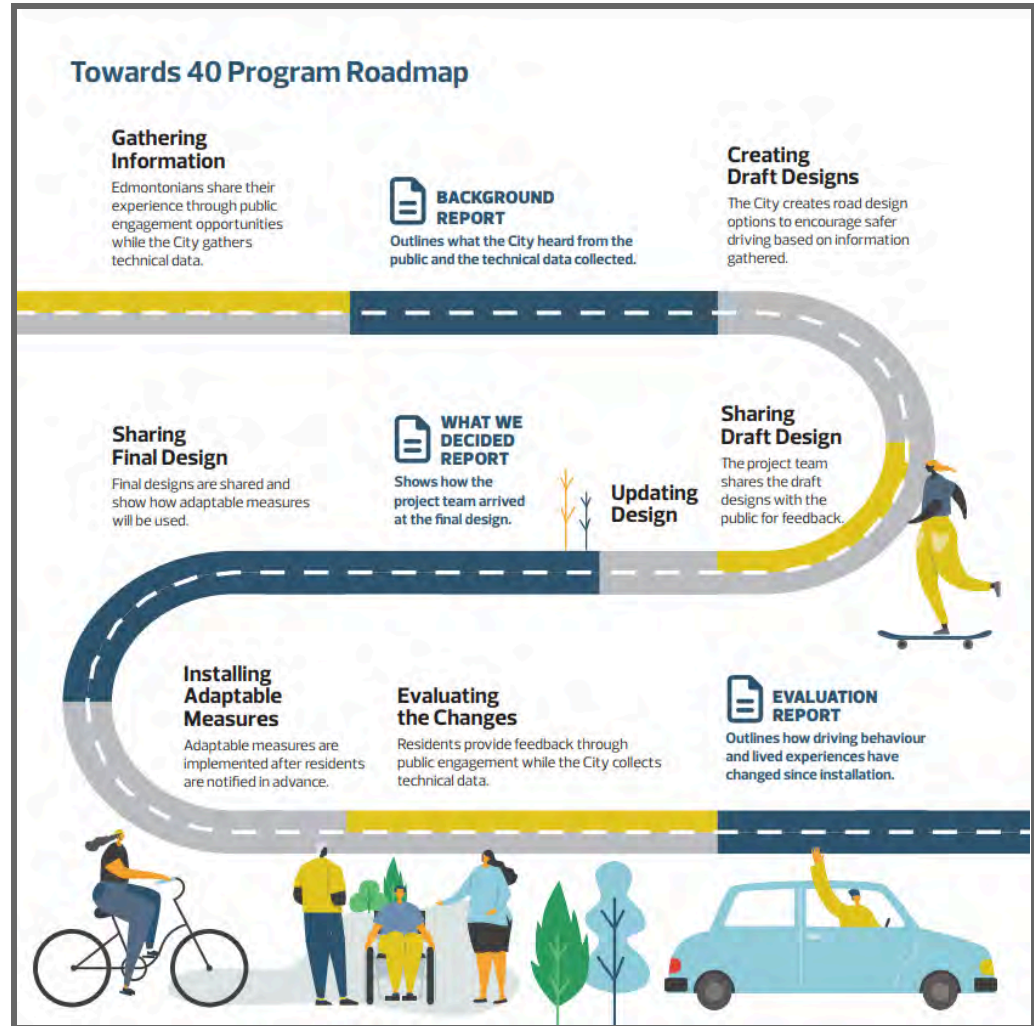 Towards 40 Program Roadmap
Gathering
Information
Edmontonians share their
experience through public
engagement opportunities
while the City gathers
technical data.
BACKGROUND
REPORT
Outlines what the City heard from the
public and the technical data collected.
Creating
Draft Designs
The City creates road design
options to encourage safer
driving based on information
gathered.
Sharing
Draft Design
The project team
shares the draft
designs with the
public for feedback.
Updating
Design
WHAT WE
DECIDED
REPORT
Shows how the
project team arrived
at the final design.
Sharing
Final Design
Final designs are shared and
show how adaptable measures
will be used.
Installing
Adaptable
Measures
Adaptable measures are
implemented after residents
are notified in advance.
Evaluating
the Changes
Residents provide feedback through
public engagement while the City collects
technical data.
EVALUATION
REPORT
Outlines how driving behaviour
and lived experiences have
changed since installation.